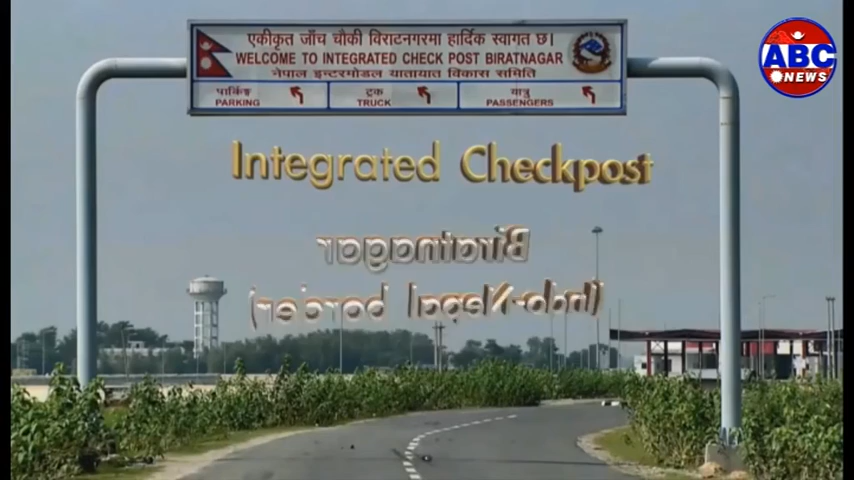 एकीकृत जाँच चौकी विराटनगरमा हार्दिक स्वागत छ।
WELCOME TO INTEGRATED CHECK POST BIRATNAGAR
नेपाल इन्टरमोडल यातायात विकास समिति
पार्किङ ट्रक यात्रु
PARKING TRUCK PASSENGERS
ABC
NEWS
Integrated Checkpost
Biratnagar
(Indo-Nepal border)